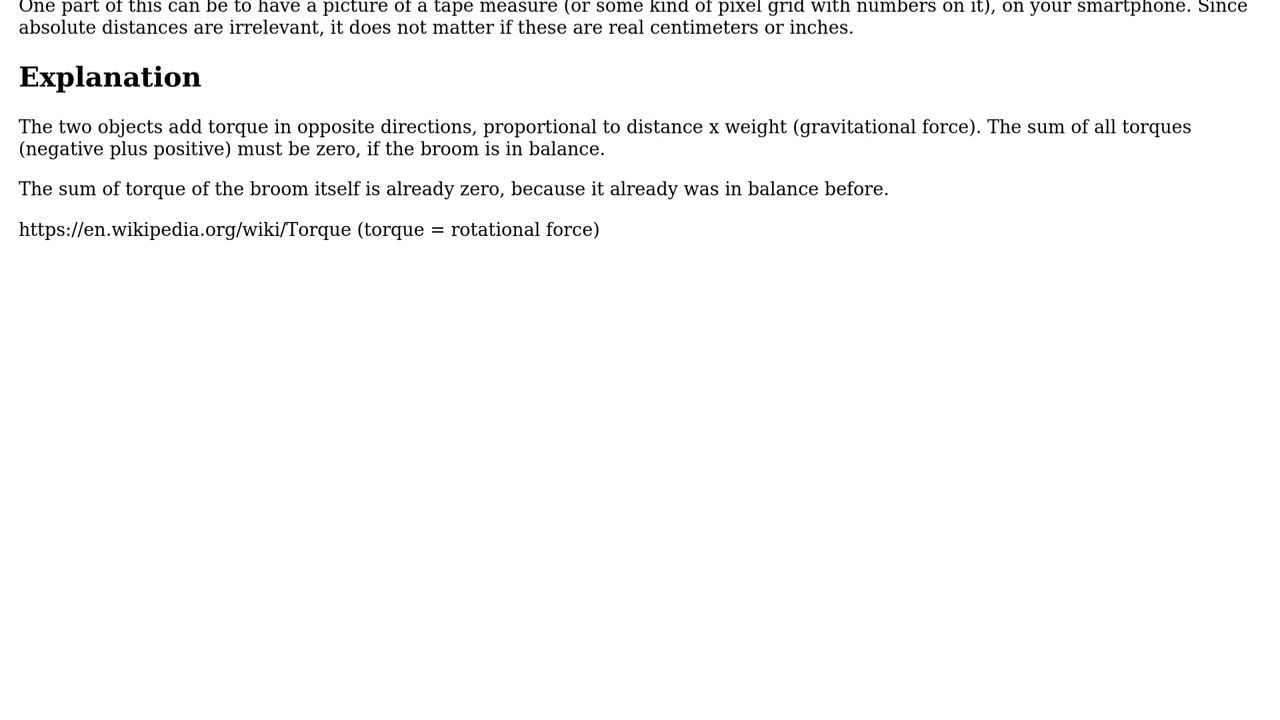 One part of this can be to have a picture of a tape measure (or some kind of pixel grid with numbers on it), on your smartphone. Since
absolute distances are irrelevant, it does not matter if these are real centimeters or inches.
Explanation
The two objects add torque in opposite directions, proportional to distance x weight (gravitational force). The sum of all torques
(negative plus positive) must be zero, if the broom is in balance.
The sum of torque of the broom itself is already zero, because it already was in balance before.
https://en.wikipedia.org/wiki/Torque (torque = rotational force)